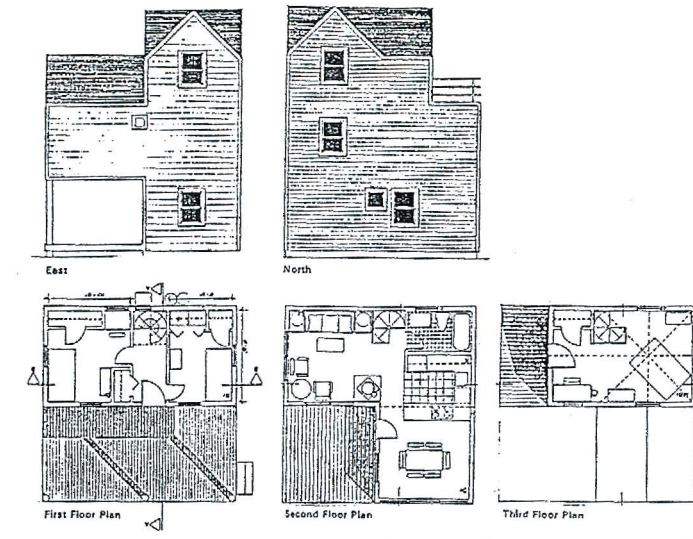 East
North
First Floor Plan
Second Floor Plan
Third Floor Plan